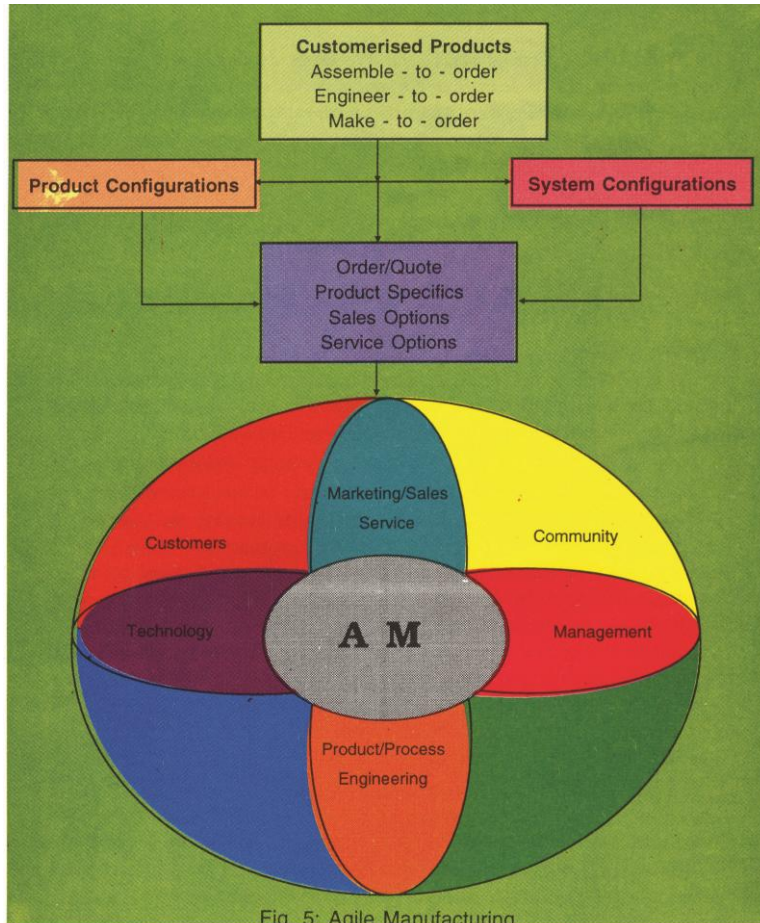 Customerised Products
Assemble - to - order
Engineer - to - order
Make - to - order
Product Configurations
System Configurations
Order/Quote
Product Specifics
Sales Options
Service Options
Marketing/Sales
Service
Customers
Community
Technology
A M
Management
Product/Process
Engineering
Fig. 5: Agile Manufacturing